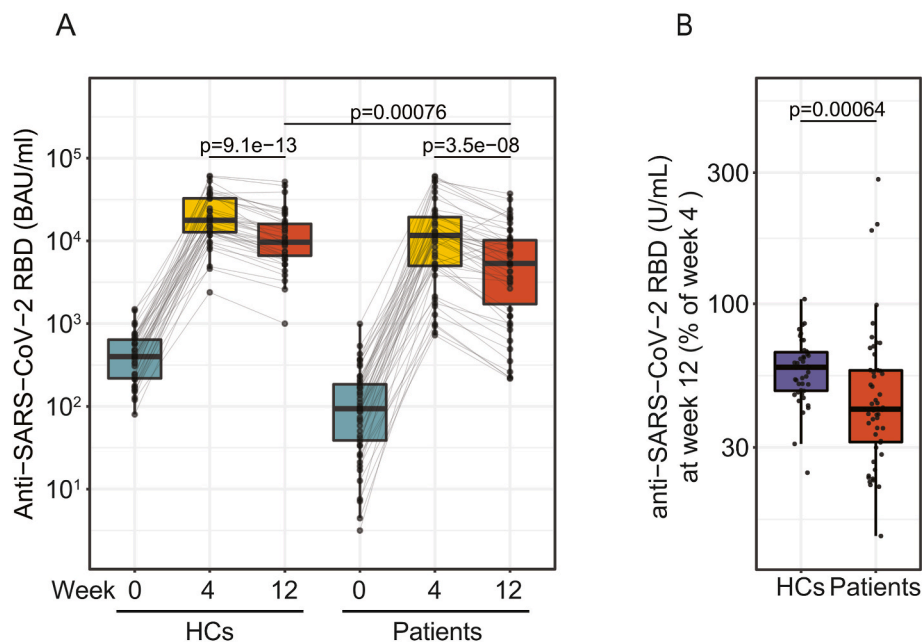 A
Anti−SARS−CoV−2 RBD (BAU/ml)
10⁵
10⁴
10³
10²
10¹
p=0.00076
p=9.1e−13
p=3.5e−08
Week 0 4 12 0 4 12
HCs Patients
B
anti−SARS−CoV−2 RBD (U/mL)
at week 12 (% of week 4)
300
100
30
p=0.00064
HCs Patients